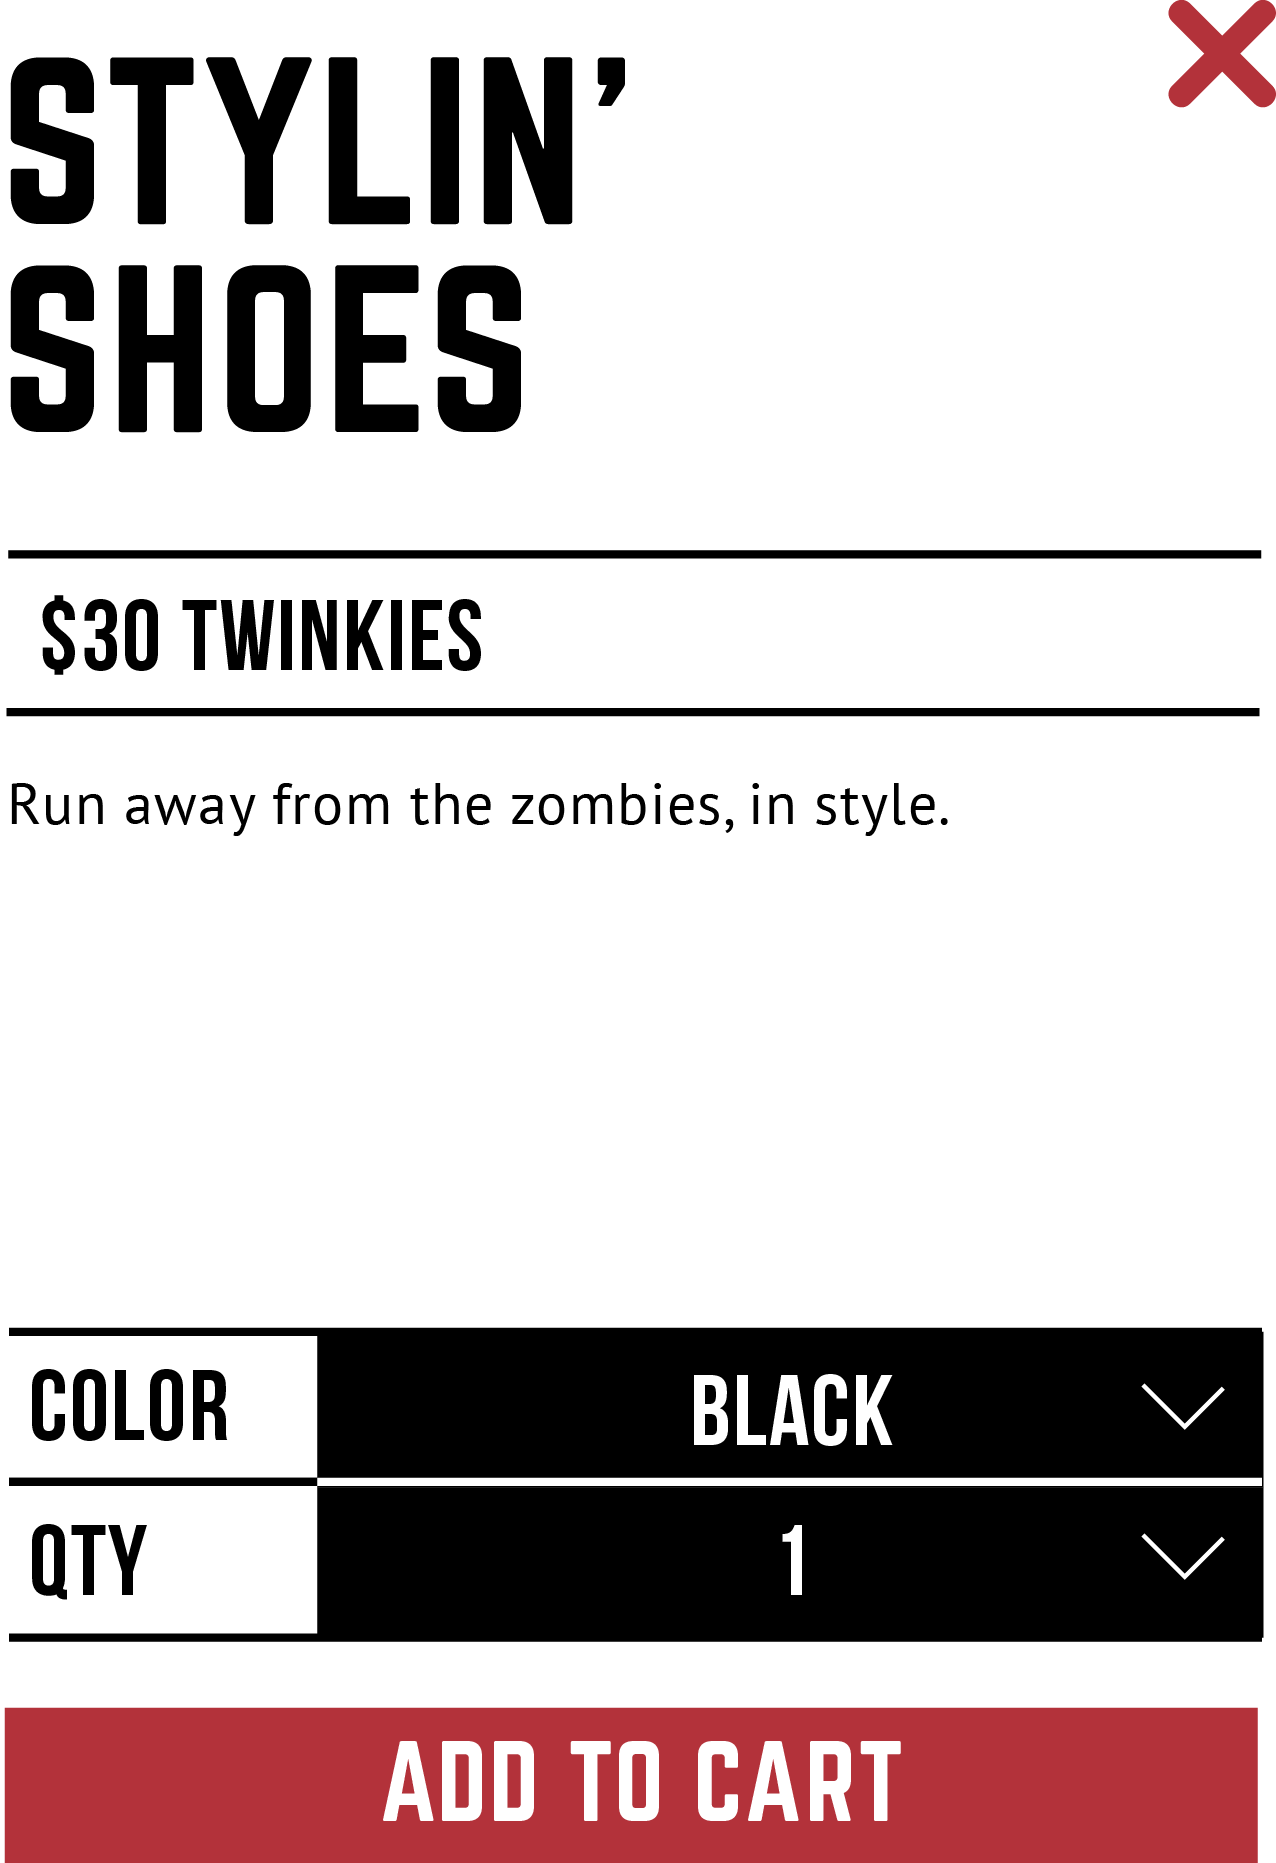 STYLIN’
SHOES
$30 TWINKIES
Run away from the zombies, in style.
COLOR BLACK
QTY 1
ADD TO CART